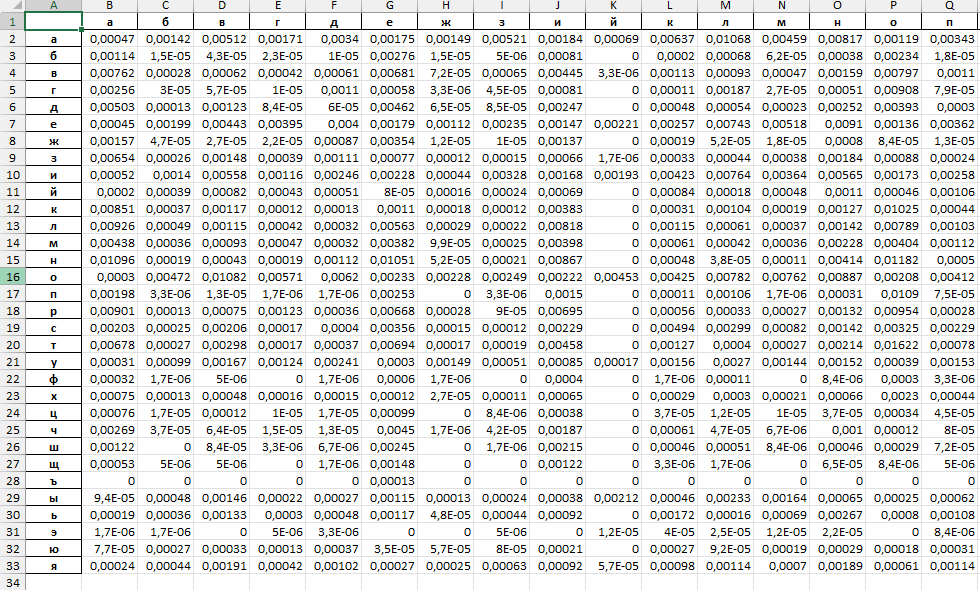 A B C D E F G H I J K L M N O P Q
1 а б в г д е ж з и й к л м н о п
2 а 0,00047 0,00142 0,00512 0,00171 0,0034 0,00175 0,00149 0,00521 0,00184 0,00069 0,00637 0,01068 0,00459 0,00817 0,00119 0,00343
3 б 0,00114 1,5E-05 4,3E-05 2,3E-05 1E-05 0,00276 1,5E-05 5E-06 0,00081 0 0,0002 0,00068 6,2E-05 0,00038 0,00234 1,8E-05
4 в 0,00762 0,00028 0,00062 0,00042 0,00061 0,00681 7,2E-05 0,00065 0,00445 3,3E-06 0,00113 0,00093 0,00047 0,00159 0,00797 0,0011
5 г 0,00256 3E-05 5,7E-05 1E-05 0,0011 0,00058 3,3E-06 4,5E-05 0,00081 0 0,00011 0,00187 2,7E-05 0,00051 0,00908 7,9E-05
6 д 0,00503 0,00013 0,00123 8,4E-05 6E-05 0,00462 6,5E-05 8,5E-05 0,00247 0 0,00048 0,00054 0,00023 0,00252 0,00393 0,0003
7 е 0,00045 0,00199 0,00443 0,00395 0,004 0,00179 0,00112 0,00235 0,00147 0,00221 0,00257 0,00743 0,00518 0,0091 0,00136 0,00362
8 ж 0,00157 4,7E-05 2,7E-05 2,2E-05 0,00087 0,00354 1,2E-05 1E-05 0,00137 0 0,00019 5,2E-05 1,8E-05 0,0008 8,4E-05 1,3E-05
9 з 0,00654 0,00026 0,00148 0,00039 0,00111 0,00077 0,00012 0,00015 0,00066 1,7E-06 0,00033 0,00044 0,00038 0,00184 0,00088 0,00024
10 и 0,00052 0,0014 0,00558 0,00116 0,00246 0,00228 0,00044 0,00328 0,00168 0,00193 0,00423 0,00764 0,00364 0,00565 0,00173 0,00258
11 й 0,0002 0,00039 0,00082 0,00043 0,00051 8E-05 0,00016 0,00024 0,00069 0 0,00084 0,00018 0,00048 0,0011 0,00046 0,00106
12 к 0,00851 0,00037 0,00117 0,00012 0,00013 0,0011 0,00018 0,00012 0,00383 0 0,00031 0,00104 0,00019 0,00127 0,01025 0,00044
13 л 0,00926 0,00049 0,00115 0,00042 0,00032 0,00563 0,00029 0,00022 0,00818 0 0,00115 0,00061 0,00037 0,00142 0,00789 0,00103
14 м 0,00438 0,00036 0,00093 0,00047 0,00032 0,00382 9,9E-05 0,00025 0,00398 0 0,00061 0,00042 0,00036 0,00228 0,00404 0,00112
15 н 0,01096 0,00019 0,00043 0,00019 0,00112 0,01051 5,2E-05 0,00021 0,00867 0 0,00048 3,8E-05 0,00011 0,00414 0,01182 0,0005
16 о 0,0003 0,00472 0,01082 0,00571 0,0062 0,00233 0,00228 0,00249 0,00222 0,00453 0,00425 0,00782 0,00762 0,00887 0,00208 0,00412
17 п 0,00198 3,3E-06 1,3E-05 1,7E-06 1,7E-06 0,00253 0 3,3E-06 0,0015 0 0,00011 0,00106 1,7E-06 0,00031 0,0109 7,5E-05
18 р 0,00901 0,00013 0,00075 0,00123 0,00036 0,00668 0,00028 9E-05 0,00695 0 0,00056 0,00033 0,00027 0,00132 0,00954 0,00028
19 с 0,00203 0,00025 0,00206 0,00017 0,0004 0,00356 0,00015 0,00012 0,00229 0 0,00494 0,00299 0,00082 0,00142 0,00325 0,00229
20 т 0,00678 0,00027 0,00298 0,00017 0,00037 0,00694 0,00017 0,00019 0,00458 0 0,00127 0,0004 0,00027 0,00214 0,01622 0,00078
21 у 0,00031 0,00099 0,00167 0,00124 0,00241 0,0003 0,00149 0,00051 0,00085 0,00017 0,00156 0,0027 0,00144 0,00152 0,00039 0,00153
22 ф 0,00032 1,7E-06 5E-06 0 1,7E-06 0,0006 1,7E-06 0 0,0004 0 1,7E-06 0,00011 0 8,4E-06 0,0003 3,3E-06
23 х 0,00075 0,00013 0,00048 0,00016 0,00015 0,00012 2,7E-05 0,00011 0,00065 0 0,00029 0,0003 0,00021 0,00066 0,0023 0,00044
24 ц 0,00076 1,7E-05 0,00012 1E-05 1,7E-05 0,00099 0 8,4E-06 0,00038 0 3,7E-05 1,2E-05 1E-05 3,7E-05 0,00034 4,5E-05
25 ч 0,00269 3,7E-05 6,4E-05 1,5E-05 1,3E-05 0,0045 1,7E-06 4,2E-05 0,00187 0 0,00061 4,7E-05 6,7E-06 0,001 0,00012 8E-05
26 ш 0,00122 0 8,4E-05 3,3E-06 6,7E-06 0,00245 0 1,7E-06 0,00215 0 0,00046 0,00051 8,4E-06 0,00046 0,00029 7,2E-05
27 щ 0,00053 5E-06 5E-06 0 1,7E-06 0,00148 0 0 0,00122 0 3,3E-06 1,7E-06 0 6,5E-05 8,4E-06 5E-06
28 ъ 0 0 0 0 0 0,00013 0 0 0 0 0 0 0 0 0 0
29 ы 9,4E-05 0,00048 0,00146 0,00022 0,00027 0,00115 0,00013 0,00024 0,00038 0,00212 0,00046 0,00233 0,00164 0,00065 0,00025 0,00062
30 ь 0,00019 0,00036 0,00133 0,0003 0,00048 0,00117 4,8E-05 0,00044 0,00092 0 0,00172 0,00016 0,00069 0,00267 0,0008 0,00108
31 э 1,7E-06 1,7E-06 0 5E-06 3,3E-06 0 0 5E-06 0 1,2E-05 4E-05 2,5E-05 1,2E-05 2,2E-05 0 8,4E-06
32 ю 7,7E-05 0,00027 0,00033 0,00013 0,00037 3,5E-05 5,7E-05 8E-05 0,00021 0 0,00027 9,2E-05 0,00019 0,00029 0,00018 0,00031
33 я 0,00024 0,00044 0,00191 0,00042 0,00102 0,00027 0,00025 0,00063 0,00092 5,7E-05 0,00098 0,00114 0,0007 0,00189 0,00061 0,00114
34